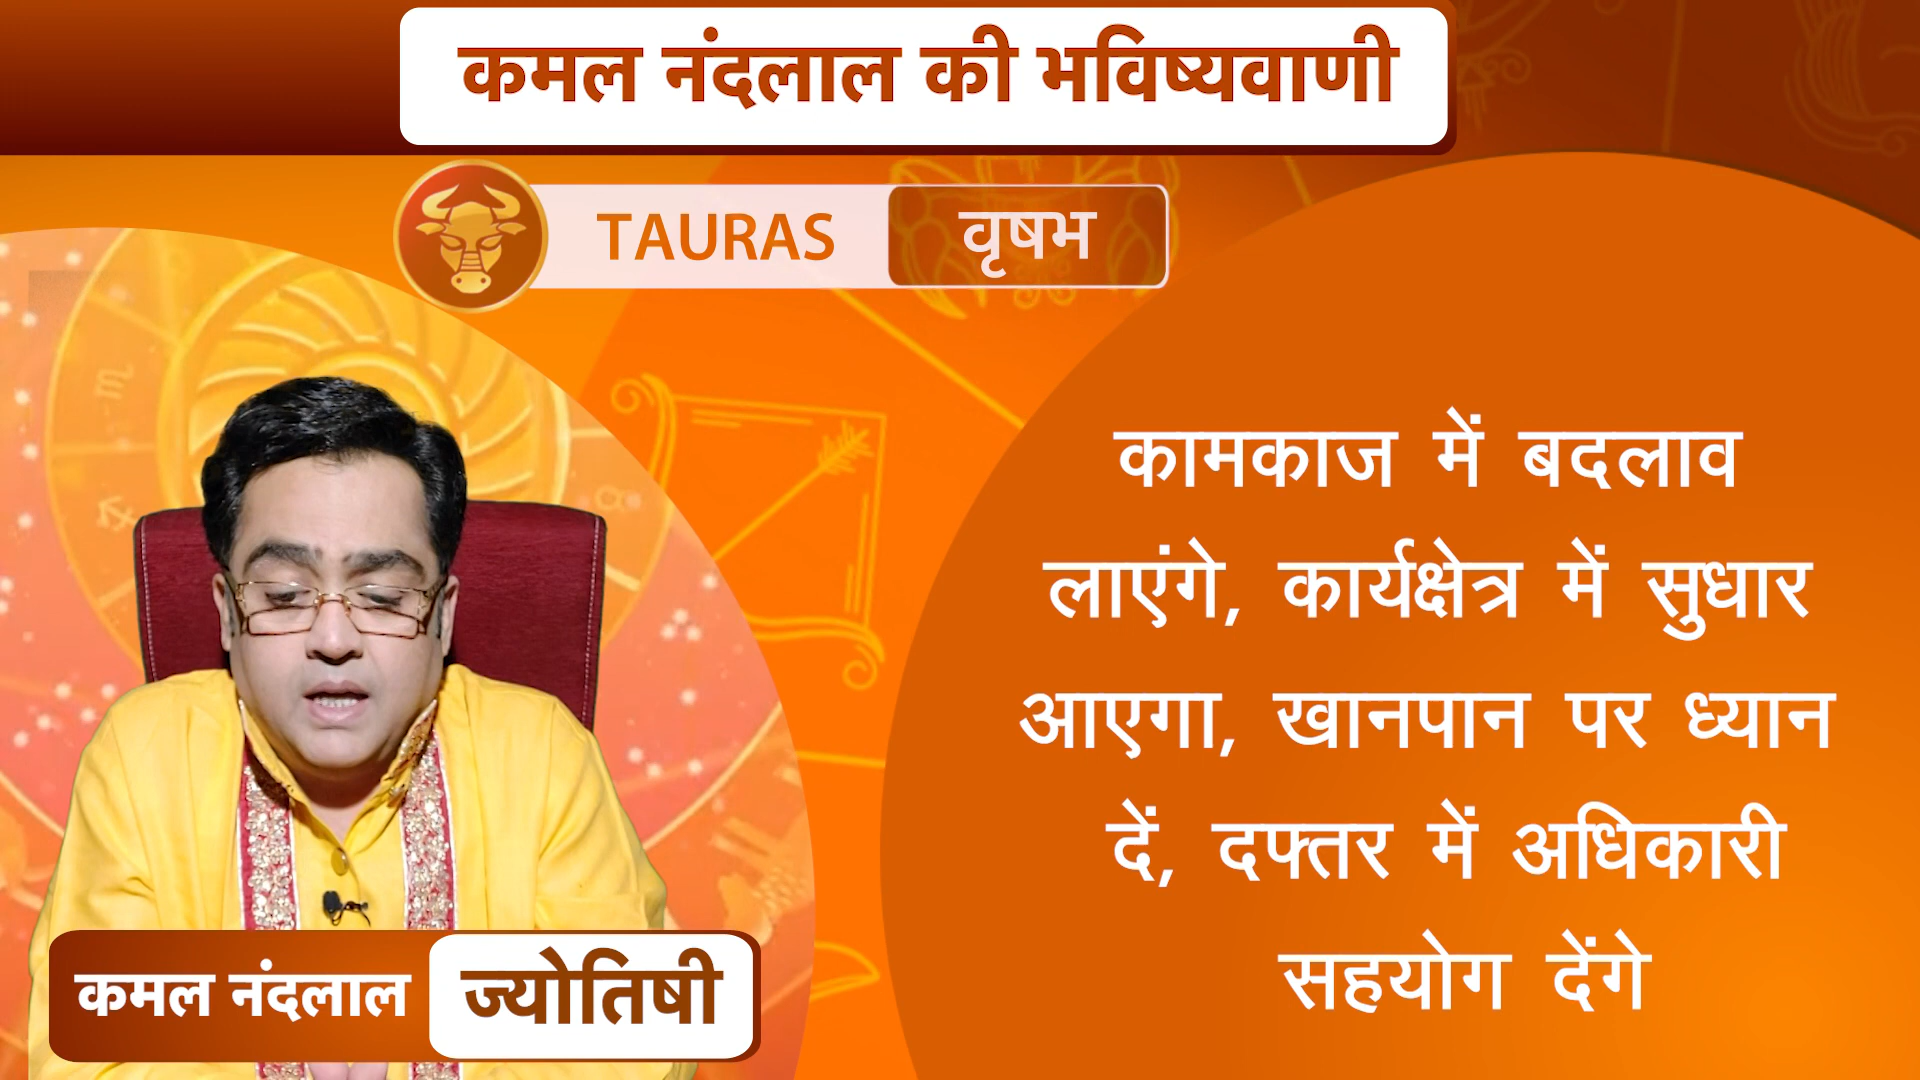 कमल नंदलाल की भविष्यवाणी
TAURAS वृषभ
कामकाज में बदलाव
लाएंगे, कार्यक्षेत्र में सुधार
आएगा, खानपान पर ध्यान
दें, दफ्तर में अधिकारी
सहयोग देंगे
कमल नंदलाल ज्योतिषी